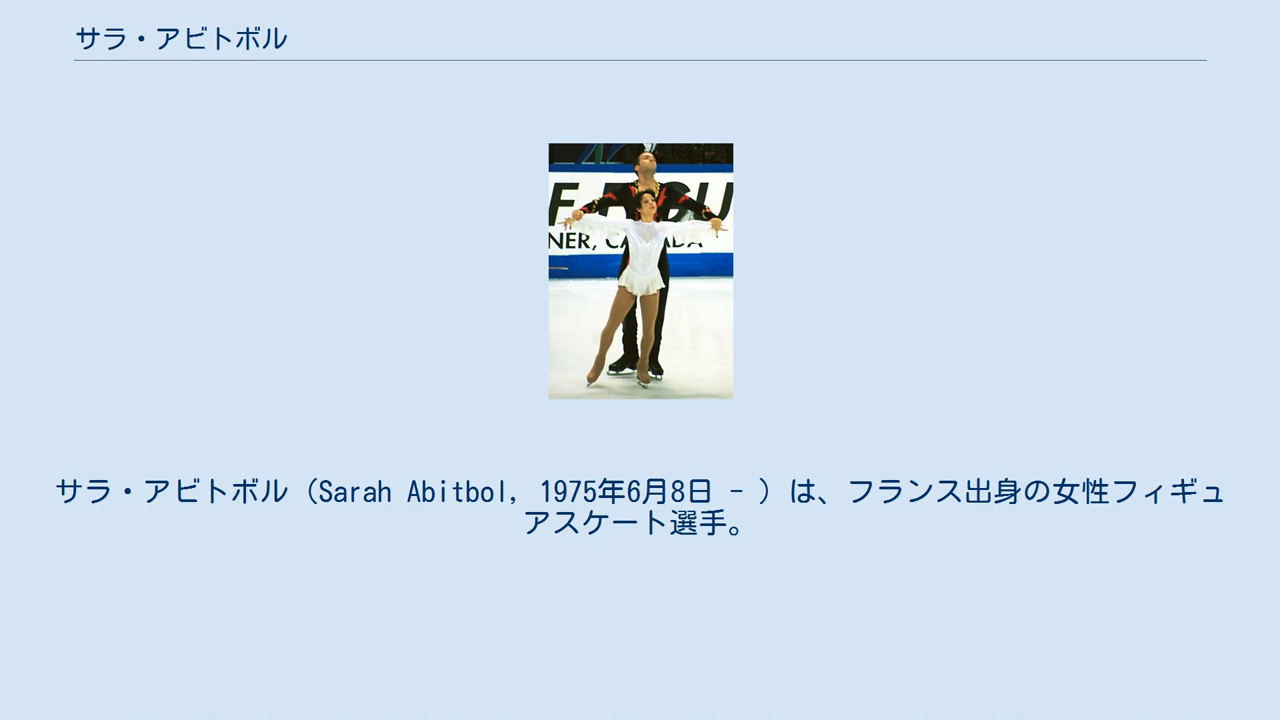 サラ・アビトボル
NER, CANADA
サラ・アビトボル（Sarah Abitbol, 1975年6月8日 - ）は、フランス出身の女性フィギュ
アスケート選手。